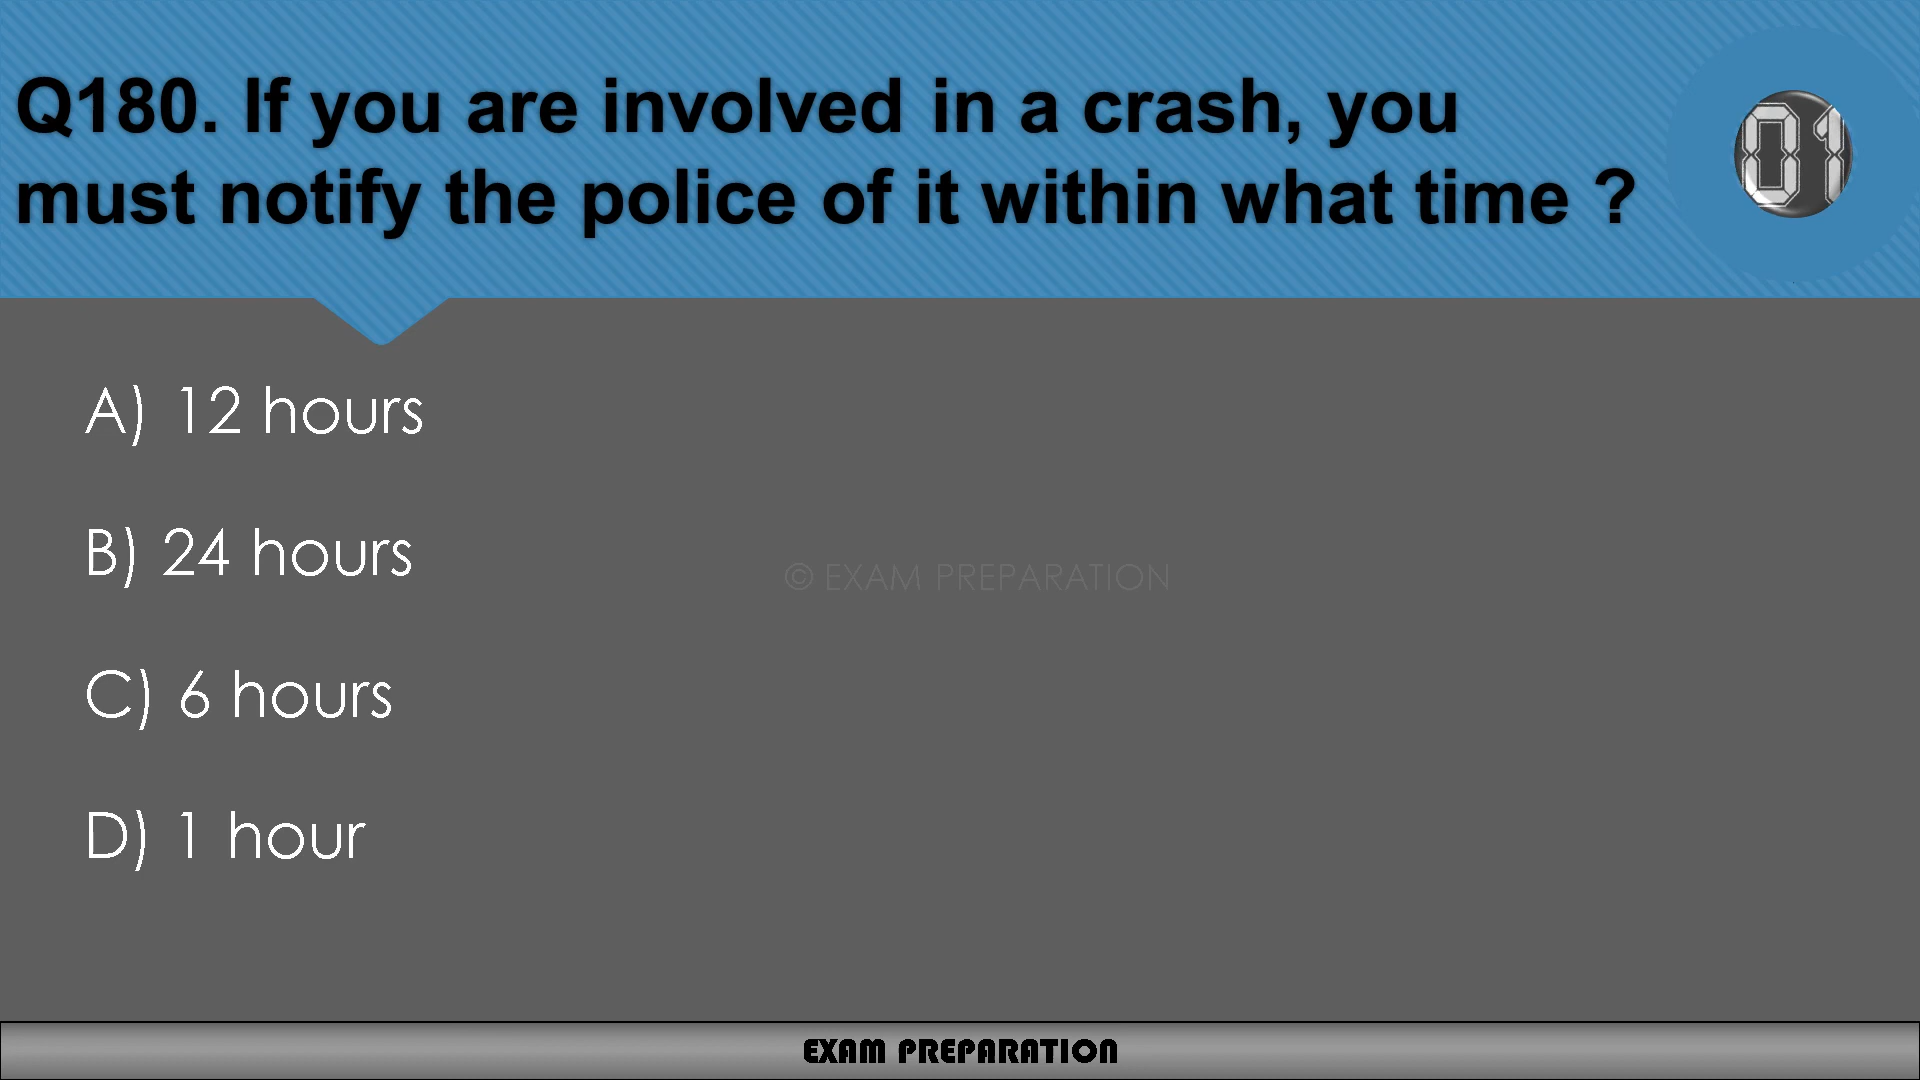 Q180. If you are involved in a crash, you
must notify the police of it within what time ?
01
A) 12 hours
B) 24 hours
© EXAM PREPARATION
C) 6 hours
D) 1 hour
EXAM PREPARATION